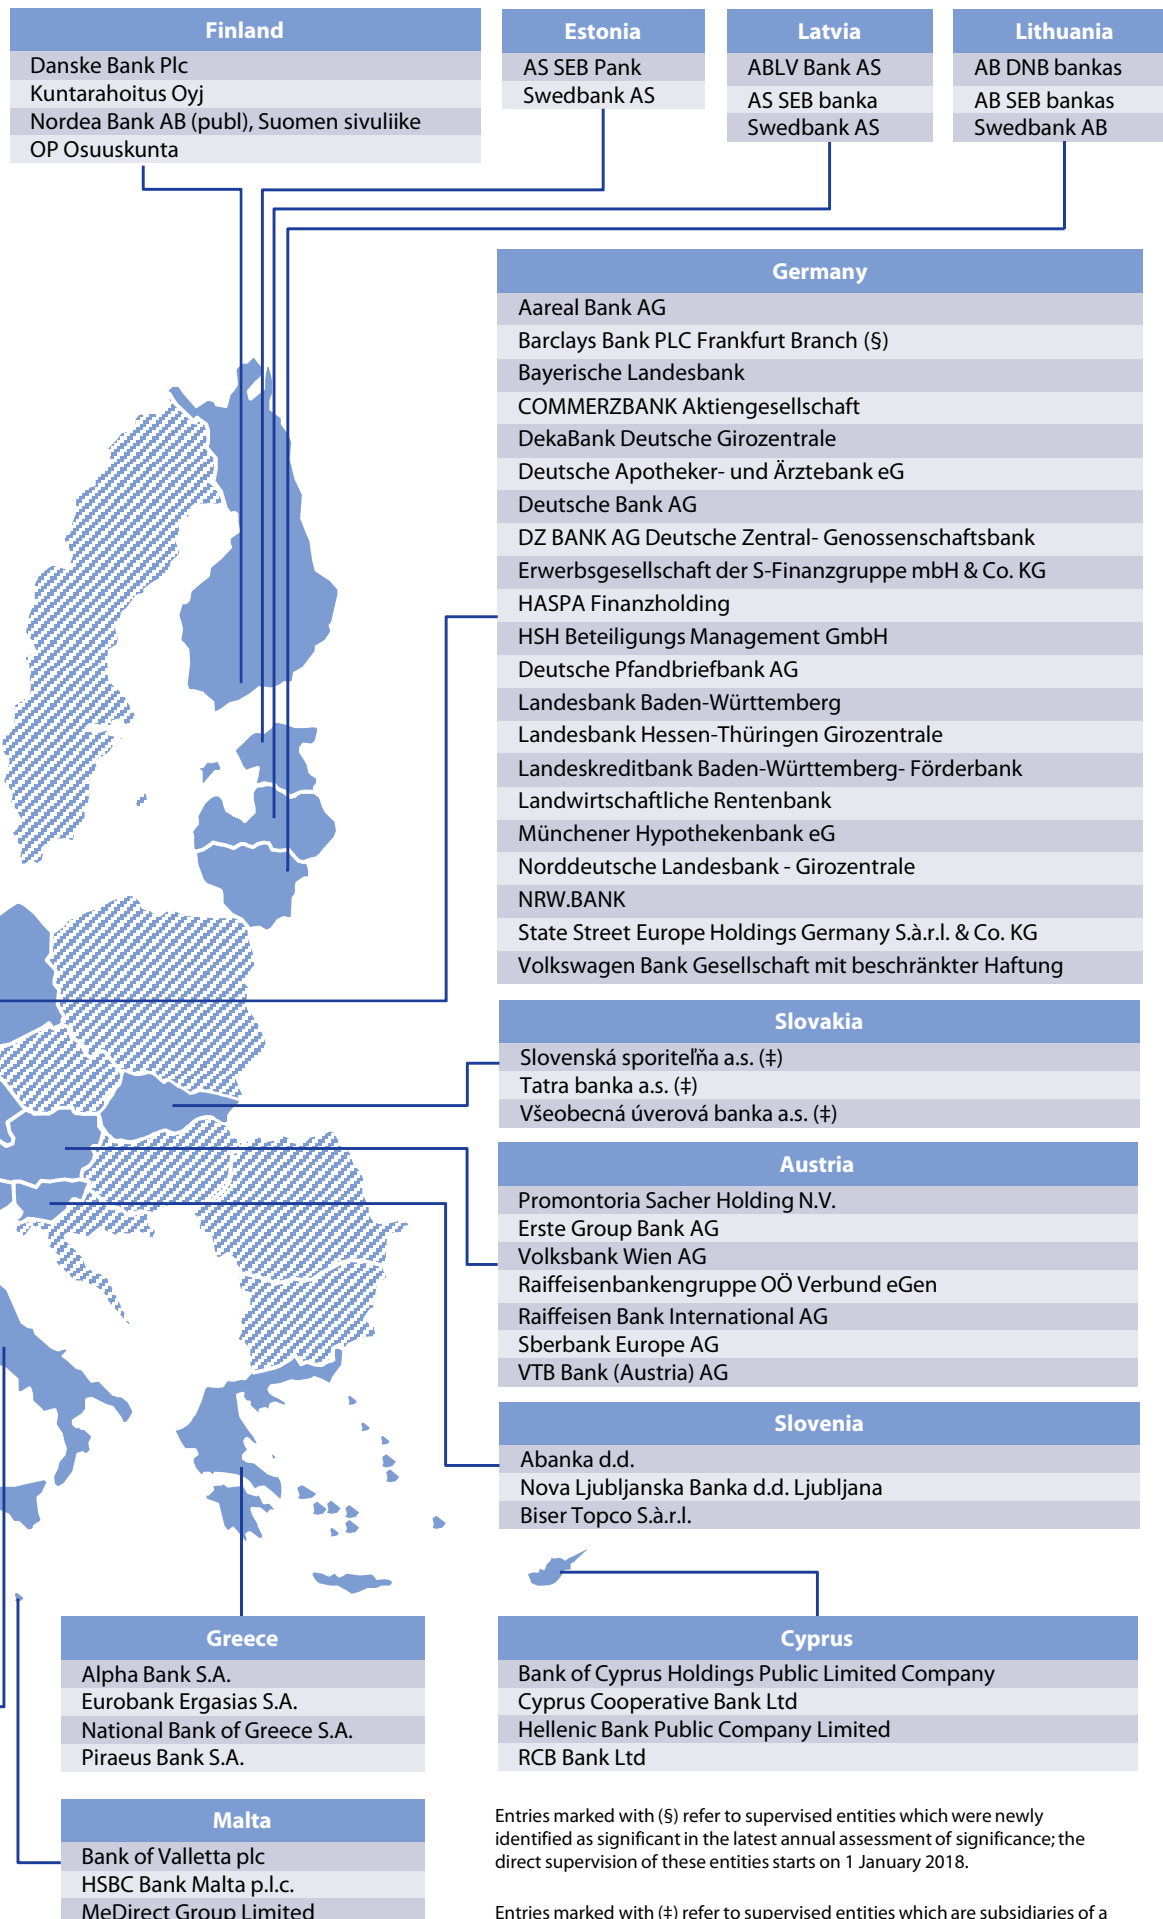 Finland
Danske Bank Plc
Kuntarahoitus Oyj
Nordea Bank AB (publ), Suomen sivuliike
OP Osuuskunta
Estonia
AS SEB Pank
Swedbank AS
Latvia
ABLV Bank AS
AS SEB banka
Swedbank AS
Lithuania
AB DNB bankas
AB SEB bankas
Swedbank AB
Germany
Aareal Bank AG
Barclays Bank PLC Frankfurt Branch (§)
Bayerische Landesbank
COMMERZBANK Aktiengesellschaft
DekaBank Deutsche Girozentrale
Deutsche Apotheker- und Ärztebank eG
Deutsche Bank AG
DZ BANK AG Deutsche Zentral- Genossenschaftsbank
Erwerbsgesellschaft der S-Finanzgruppe mbH & Co. KG
HASPA Finanzholding
HSH Beteiligungs Management GmbH
Deutsche Pfandbriefbank AG
Landesbank Baden-Württemberg
Landesbank Hessen-Thüringen Girozentrale
Landeskreditbank Baden-Württemberg- Förderbank
Landwirtschaftliche Rentenbank
Münchener Hypothekenbank eG
Norddeutsche Landesbank - Girozentrale
NRW.BANK
State Street Europe Holdings Germany S.à.r.l. & Co. KG
Volkswagen Bank Gesellschaft mit beschränkter Haftung
Slovakia
Slovenská sporiteľňa a.s. (‡)
Tatra banka a.s. (‡)
Všeobecná úverová banka a.s. (‡)
Austria
Promontoria Sacher Holding N.V.
Erste Group Bank AG
Volksbank Wien AG
Raiffeisenbankengruppe OÖ Verbund eGen
Raiffeisen Bank International AG
Sberbank Europe AG
VTB Bank (Austria) AG
Slovenia
Abanka d.d.
Nova Ljubljanska Banka d.d. Ljubljana
Biser Topco S.à.r.l.
Greece
Alpha Bank S.A.
Eurobank Ergasias S.A.
National Bank of Greece S.A.
Piraeus Bank S.A.
Cyprus
Bank of Cyprus Holdings Public Limited Company
Cyprus Cooperative Bank Ltd
Hellenic Bank Public Company Limited
RCB Bank Ltd
Malta
Bank of Valletta plc
HSBC Bank Malta p.l.c.
MeDirect Group Limited
Entries marked with (§) refer to supervised entities which were newly
identified as significant in the latest annual assessment of significance; the
direct supervision of these entities starts on 1 January 2018.
Entries marked with (‡) refer to supervised entities which are subsidiaries of a